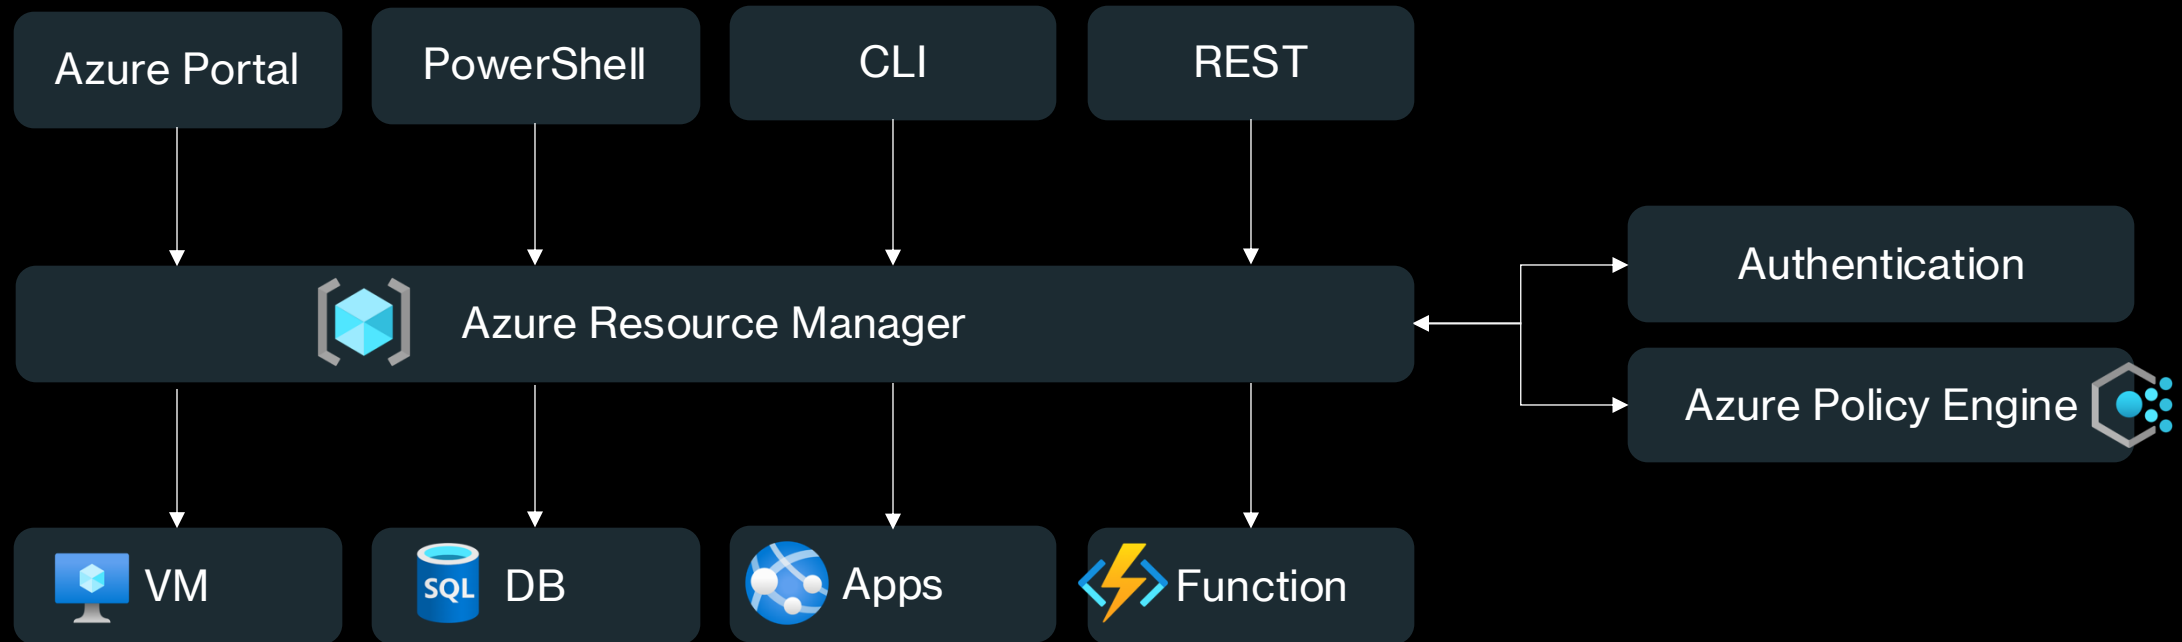 Azure Portal
PowerShell
CLI
REST
Authentication
Azure Resource Manager
Azure Policy Engine
VM
SQL
DB
Apps
Function